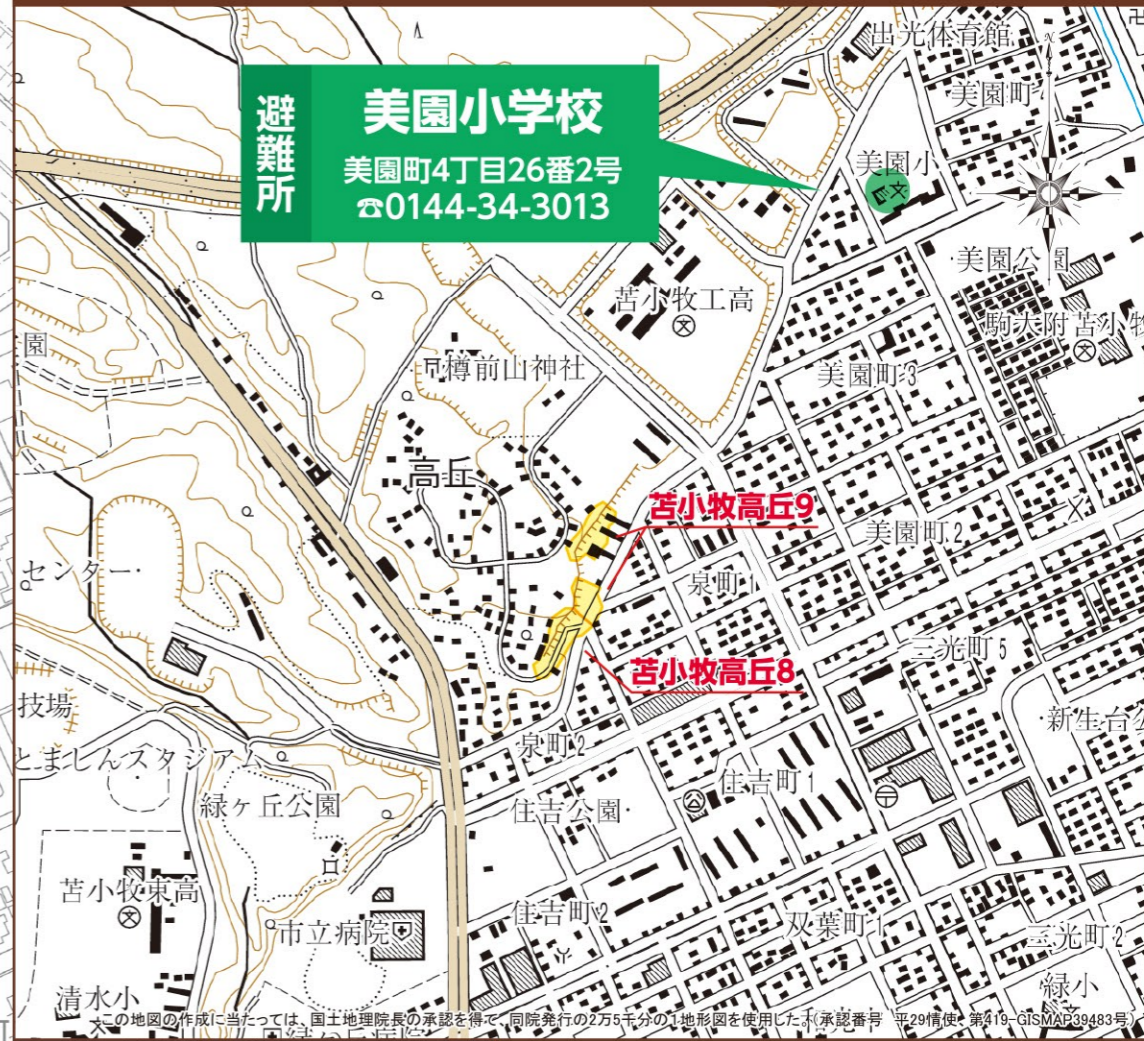 避難所
美園小学校
美園町4丁目26番2号
☎0144-34-3013
出光体育館
美園町
美園小
美園公園
苫小牧工高
駒大附苫小牧
樽前山神社
美園町3
園
高丘
苫小牧高丘9
美園町2
センター
泉町1
三光町5
苫小牧高丘8
技場
新生台公
とましんスタジアム
泉町2
住吉町1
緑ヶ丘公園
住吉公園
苫小牧東高
市立病院
住吉町2
双葉町1
三光町2
清水小
緑小
この地図の作成に当たっては、国土地理院長の承認を得て、同院発行の2万5千分の1地形図を使用した。(承認番号 平29情使、第419-GISMAP39483号)